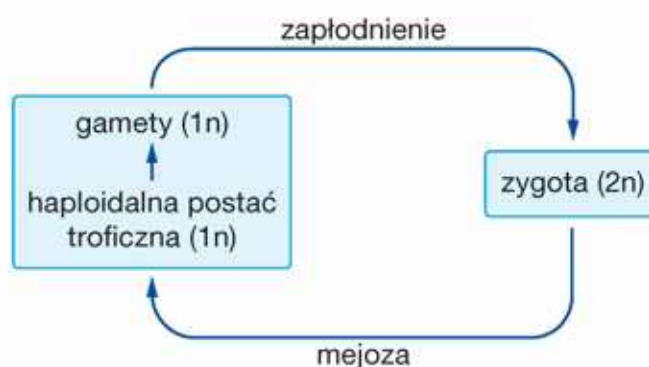 zapłodnienie
gamety (1n)
haploidalna postać
troficzna (1n)
zygota (2n)
mejoza